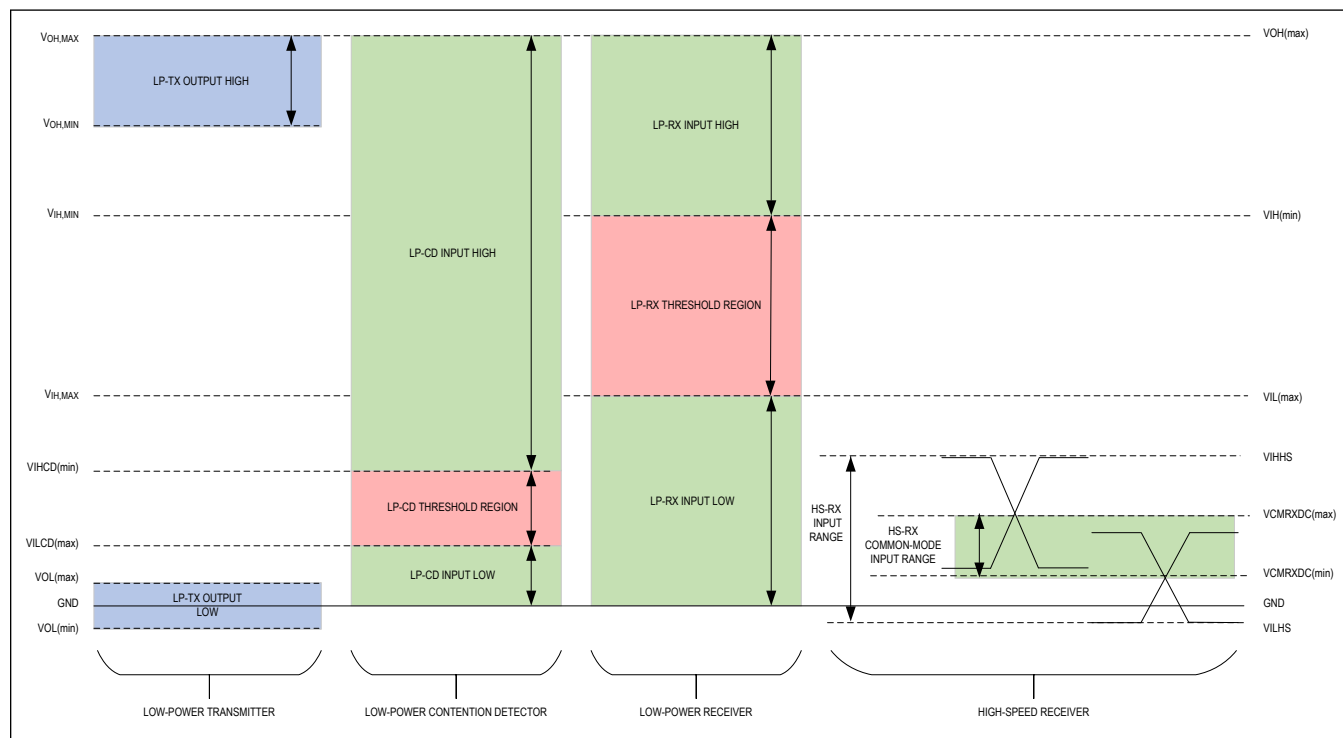 VOH,MAX
VOH(max)
LP-TX OUTPUT HIGH
VOH,MIN
LP-RX INPUT HIGH
VIH,MIN
VIH(min)
LP-CD INPUT HIGH
LP-RX THRESHOLD REGION
VIH,MAX
VIL(max)
VIHCD(min)
VIHHS
LP-RX INPUT LOW
LP-CD THRESHOLD REGION
HS-RX
INPUT
RANGE
VCMRXDC(max)
HS-RX
COMMON-MODE
INPUT RANGE
VILCD(max)
LP-CD INPUT LOW
VCMRXDC(min)
VOL(max)
LP-TX OUTPUT
LOW
GND
GND
VOL(min)
VILHS
LOW-POWER TRANSMITTER
LOW-POWER CONTENTION DETECTOR
LOW-POWER RECEIVER
HIGH-SPEED RECEIVER